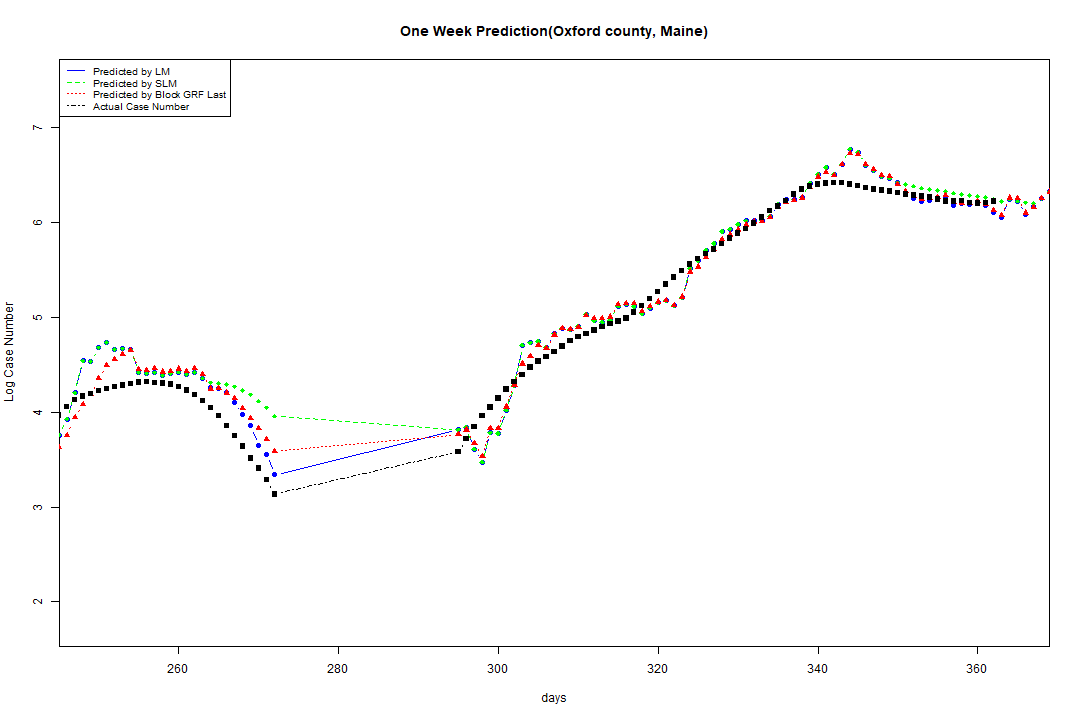 One Week Prediction(Oxford county, Maine)
Predicted by LM
Predicted by SLM
Predicted by Block GRF Last
Actual Case Number
Log Case Number
7
6
5
4
3
2
260 280 300 320 340 360
days